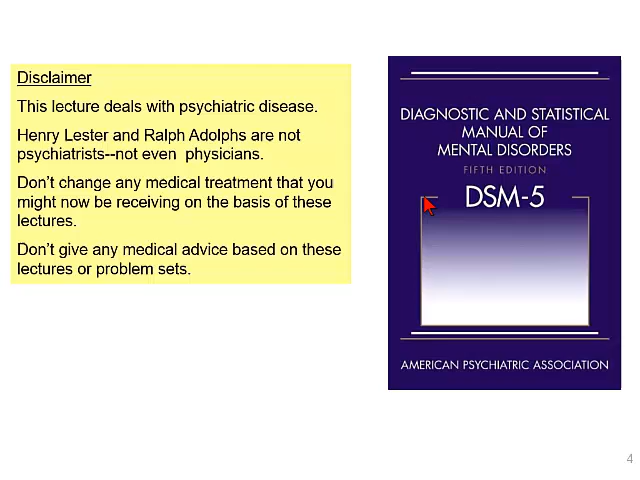 Disclaimer
This lecture deals with psychiatric disease.
Henry Lester and Ralph Adolphs are not
psychiatrists--not even  physicians.
Don't change any medical treatment that you
might now be receiving on the basis of these
lectures.
Don't give any medical advice based on these
lectures or problem sets.
DIAGNOSTIC AND STATISTICAL
MANUAL OF
MENTAL DISORDERS
FIFTH EDITION
DSM-5
AMERICAN PSYCHIATRIC ASSOCIATION
4